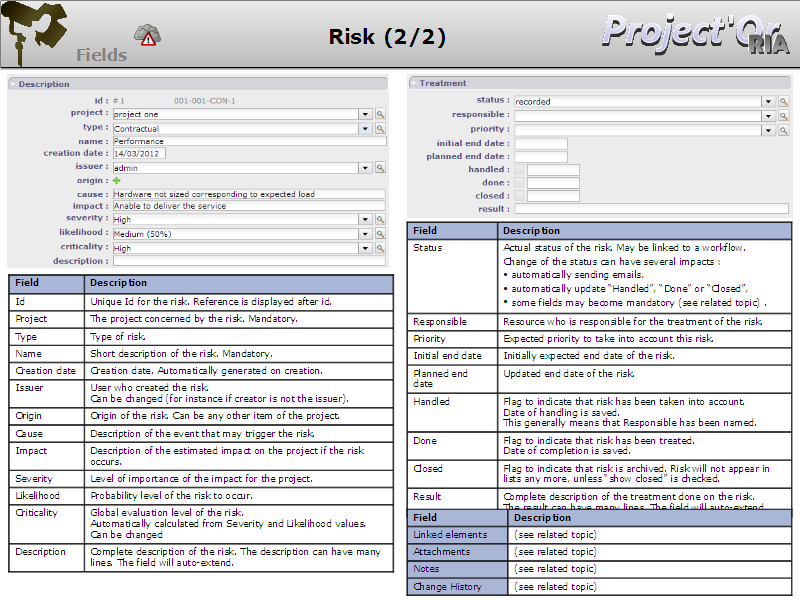 Fields
Risk (2/2)
Project'Or
RIA
Description
id : # 1 001-001-CON-1
project : project one
type : Contractual
name : Performance
creation date : 14/03/2012
issuer : admin
origin :
cause : Hardware not sized corresponding to expected load
impact : Anable to deliver the service
severity : High
likelihood : Medium (50%)
criticality : High
description :
Field Description
Id Unique Id for the risk. Reference is displayed after id.
Project The project concerned by the risk. Mandatory.
Type Type of risk.
Name Short description of the risk. Mandatory.
Creation date Creation date. Automatically generated on creation.
Issuer User who created the risk.
Can be changed (for instance if creator is not the issuer).
Origin Origin of the risk. Can be any other item of the project.
Cause Description of the event that may trigger the risk.
Impact Description of the estimated impact on the project if the risk
occurs.
Severity Level of importance of the impact for the project.
Likelihood Probability level of the risk to occur.
Criticality Global evaluation level of the risk.
Automatically calculated from Severity and Likelihood values.
Can be changed
Description Complete description of the risk. The description can have many
lines. The field will auto-extend.
Treatment
status : recorded
responsible :
priority :
initial end date :
planned end date :
handled :
done :
closed :
result :
Field Description
Status Actual status of the risk. May be linked to a workflow.
Change of the status can have several impacts :
• automatically sending emails,
• automatically update “Handled”, “Done” or “Closed”,
• some fields may become mandatory (see related topic) .
Responsible Resource who is responsible for the treatment of the risk.
Priority Expected priority to take into account this risk.
Initial end date Initially expected end date of the risk.
Planned end Updated end date of the risk.
date
Handled Flag to indicate that risk has been taken into account.
Date of handling is saved.
This generally means that Responsible has been named.
Done Flag to indicate that risk has been treated.
Date of completion is saved.
Closed Flag to indicate that risk is archived. Risk will not appear in
lists any more, unless “show closed” is checked.
Result Complete description of the treatment done on the risk.
The result can have many lines. The field will auto-extend.
Field Description
Linked elements (see related topic)
Attachments (see related topic)
Notes (see related topic)
Change History (see related topic)